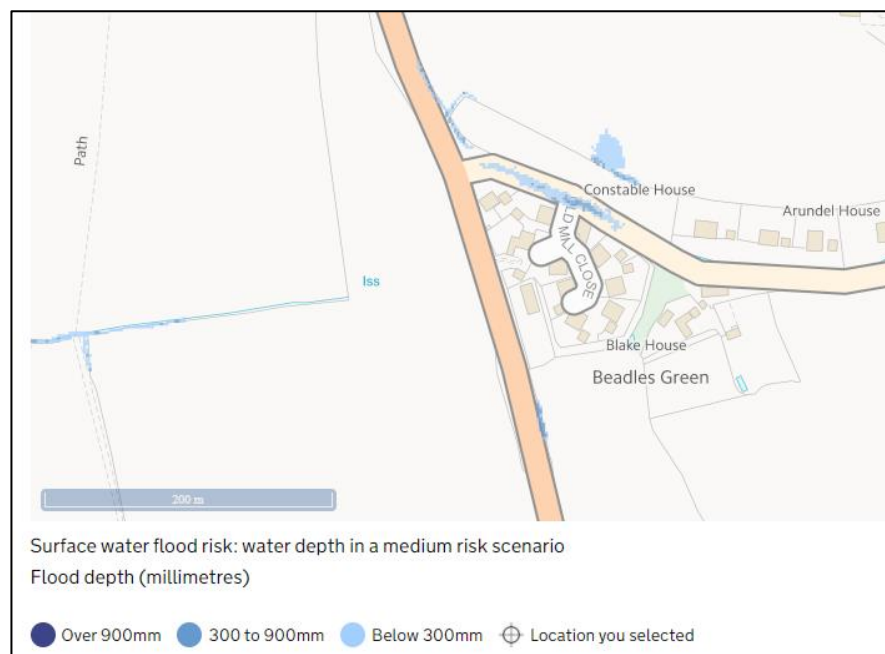 Path
Constable House
Arundel House
OLD MILL CLOSE
Iss
Blake House
Beadles Green
200 m
Surface water flood risk: water depth in a medium risk scenario
Flood depth (millimetres)
Over 900mm 300 to 900mm Below 300mm Location you selected